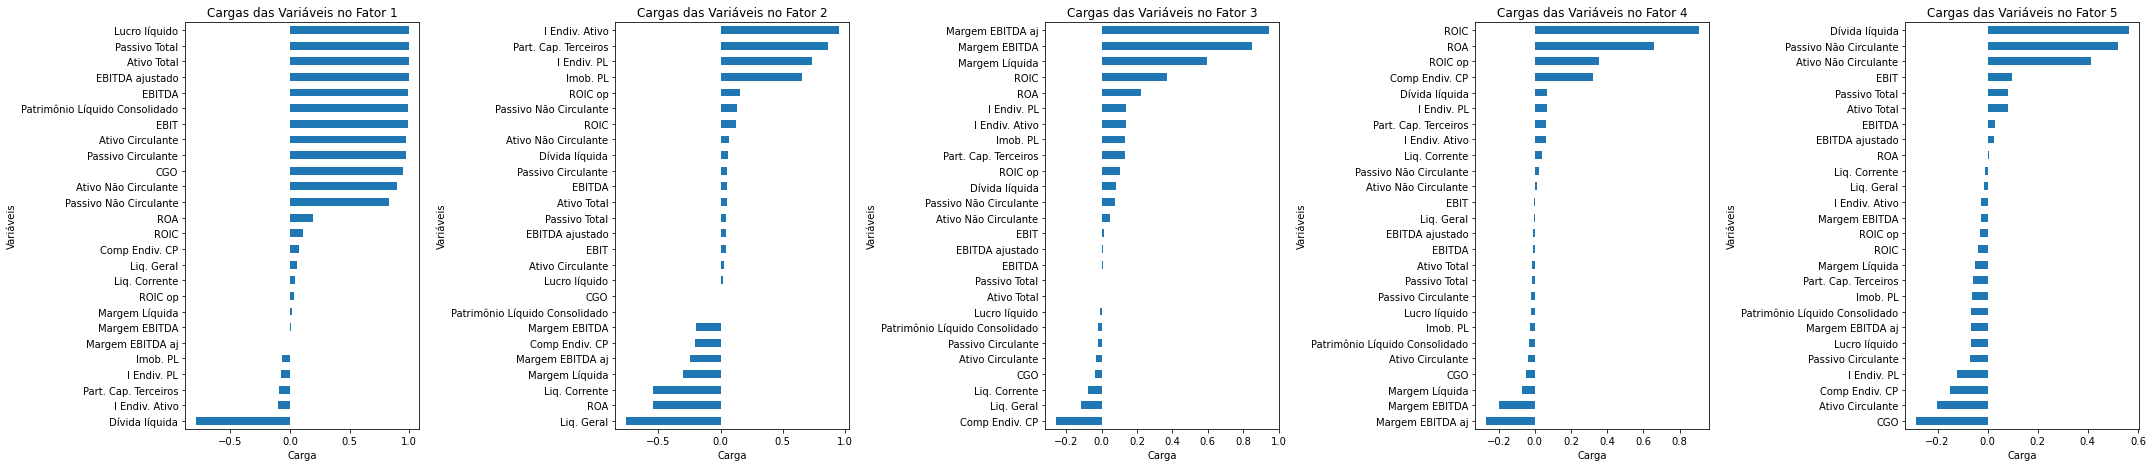 Cargas das Variáveis no Fator 1
Lucro líquido
Passivo Total
Ativo Total
EBITDA ajustado
EBITDA
Patrimônio Líquido Consolidado
EBIT
Ativo Circulante
Passivo Circulante
CGO
Ativo Não Circulante
Passivo Não Circulante
ROA
ROIC
Comp Endiv. CP
Liq. Geral
Liq. Corrente
ROIC op
Margem Líquida
Margem EBITDA
Margem EBITDA aj
Imob. PL
I Endiv. PL
Part. Cap. Terceiros
I Endiv. Ativo
Dívida líquida
Variáveis
−0.5 0.0 0.5 1.0
Carga
Cargas das Variáveis no Fator 2
I Endiv. Ativo
Part. Cap. Terceiros
I Endiv. PL
Imob. PL
ROIC op
Passivo Não Circulante
ROIC
Ativo Não Circulante
Dívida líquida
Passivo Circulante
EBITDA
Ativo Total
Passivo Total
EBITDA ajustado
EBIT
Ativo Circulante
Lucro líquido
CGO
Patrimônio Líquido Consolidado
Margem EBITDA
Comp Endiv. CP
Margem EBITDA aj
Margem Líquida
Liq. Corrente
ROA
Liq. Geral
Variáveis
−0.5 0.0 0.5 1.0
Carga
Cargas das Variáveis no Fator 3
Margem EBITDA aj
Margem EBITDA
Margem Líquida
ROIC
ROA
I Endiv. PL
I Endiv. Ativo
Imob. PL
Part. Cap. Terceiros
ROIC op
Dívida líquida
Passivo Não Circulante
Ativo Não Circulante
EBIT
EBITDA ajustado
EBITDA
Passivo Total
Ativo Total
Lucro líquido
Patrimônio Líquido Consolidado
Passivo Circulante
Ativo Circulante
CGO
Liq. Corrente
Liq. Geral
Comp Endiv. CP
Variáveis
−0.2 0.0 0.2 0.4 0.6 0.8 1.0
Carga
Cargas das Variáveis no Fator 4
ROIC
ROA
ROIC op
Comp Endiv. CP
Dívida líquida
I Endiv. PL
Part. Cap. Terceiros
I Endiv. Ativo
Liq. Corrente
Passivo Não Circulante
Ativo Não Circulante
EBIT
Liq. Geral
EBITDA ajustado
EBITDA
Ativo Total
Passivo Total
Passivo Circulante
Lucro líquido
Imob. PL
Patrimônio Líquido Consolidado
Ativo Circulante
CGO
Margem Líquida
Margem EBITDA
Margem EBITDA aj
Variáveis
−0.2 0.0 0.2 0.4 0.6 0.8
Carga
Cargas das Variáveis no Fator 5
Dívida líquida
Passivo Não Circulante
Ativo Não Circulante
EBIT
Passivo Total
Ativo Total
EBITDA
EBITDA ajustado
ROA
Liq. Corrente
Liq. Geral
I Endiv. Ativo
Margem EBITDA
ROIC op
ROIC
Margem Líquida
Part. Cap. Terceiros
Imob. PL
Patrimônio Líquido Consolidado
Margem EBITDA aj
Lucro líquido
Passivo Circulante
I Endiv. PL
Comp Endiv. CP
Ativo Circulante
CGO
Variáveis
−0.2 0.0 0.2 0.4 0.6
Carga